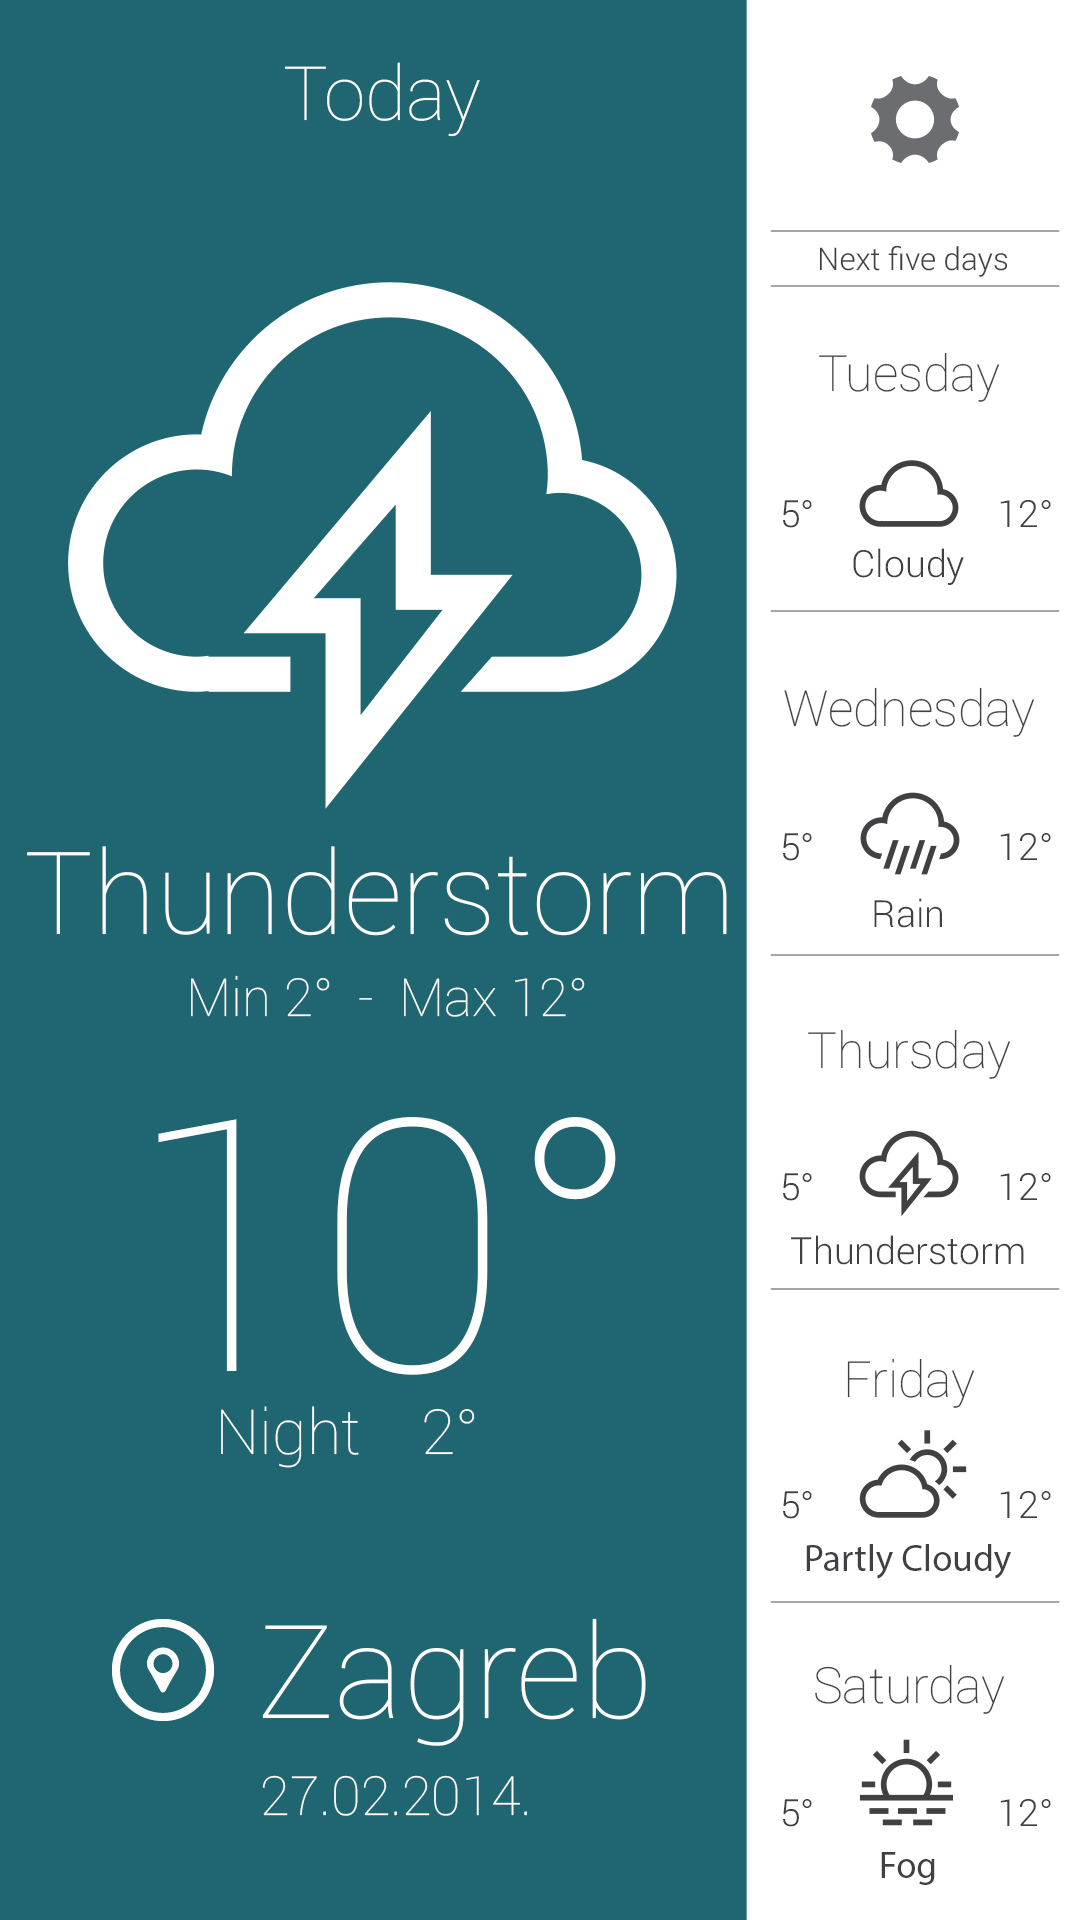 Today
Thunderstorm
Min 2° - Max 12°
10°
Night 2°
Zagreb
27.02.2014.
Next five days
Tuesday
5° 12°
Cloudy
Wednesday
5° 12°
Rain
Thursday
5° 12°
Thunderstorm
Friday
5° 12°
Partly Cloudy
Saturday
5° 12°
Fog